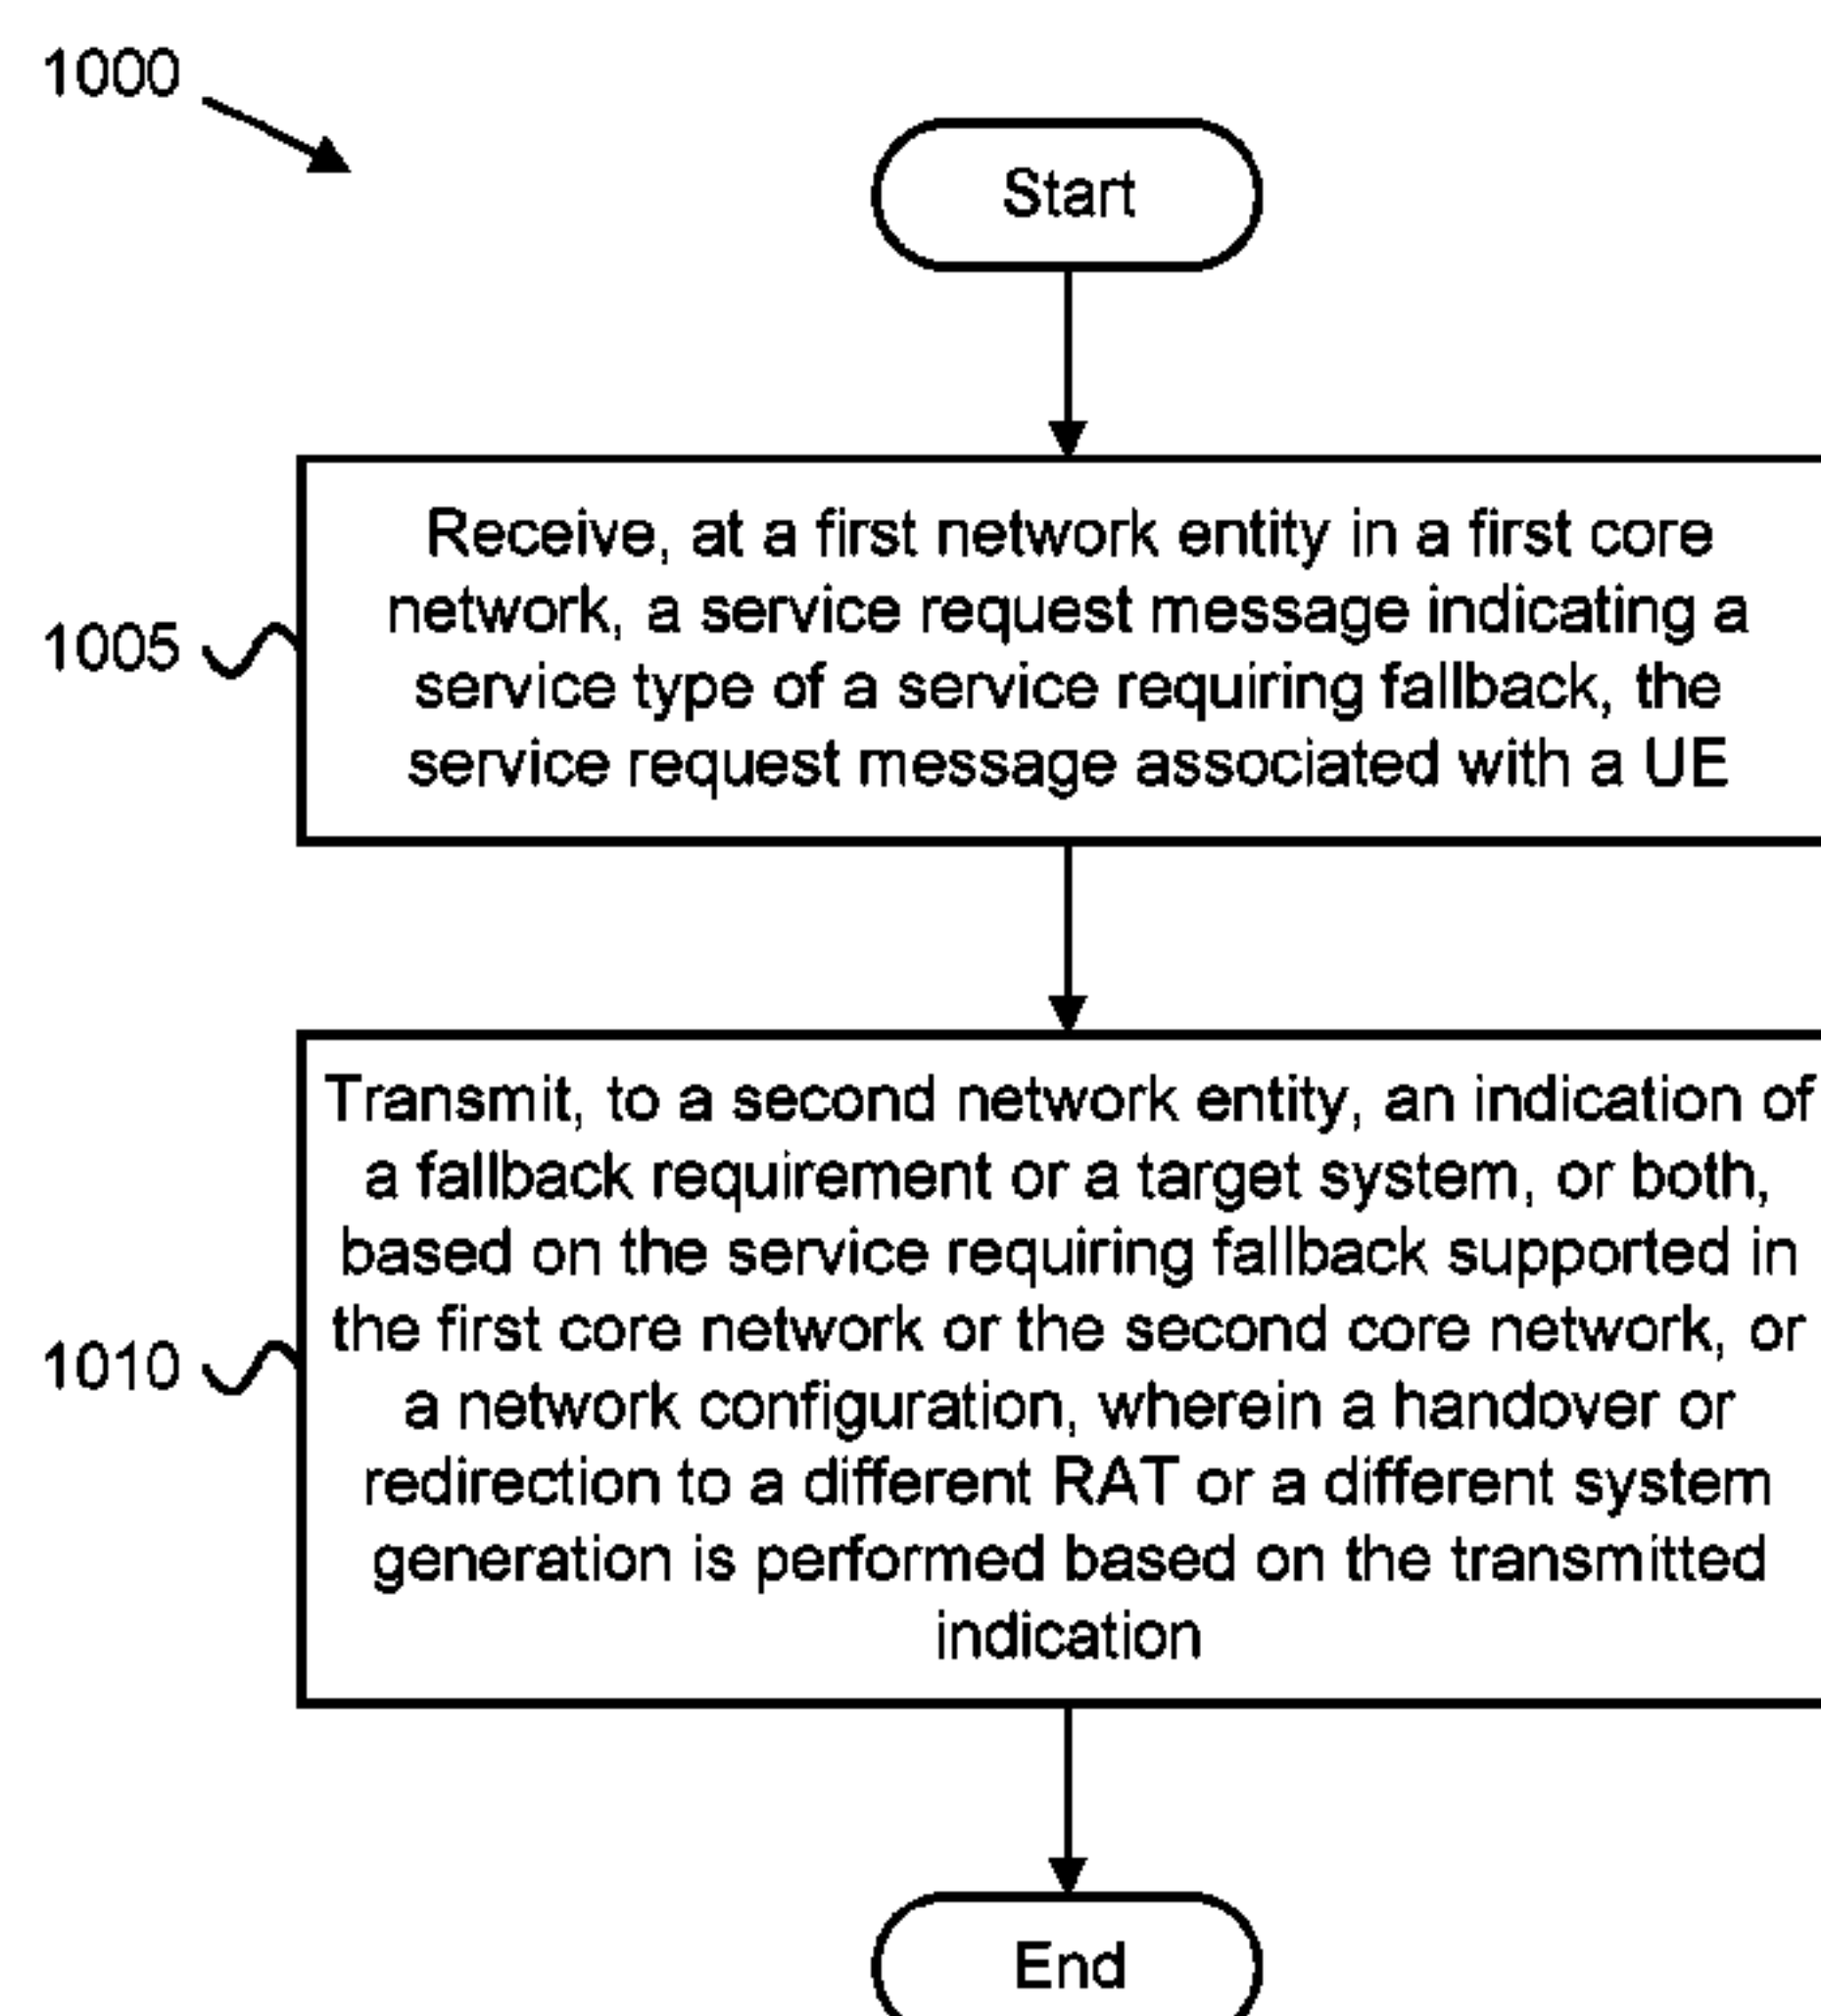 1000
Start
Receive, at a first network entity in a first core
network, a service request message indicating a
service type of a service requiring fallback, the
service request message associated with a UE
1005
Transmit, to a second network entity, an indication of
a fallback requirement or a target system, or both,
based on the service requiring fallback supported in
the first core network or the second core network, or
a network configuration, wherein a handover or
redirection to a different RAT or a different system
generation is performed based on the transmitted
indication
1010
End